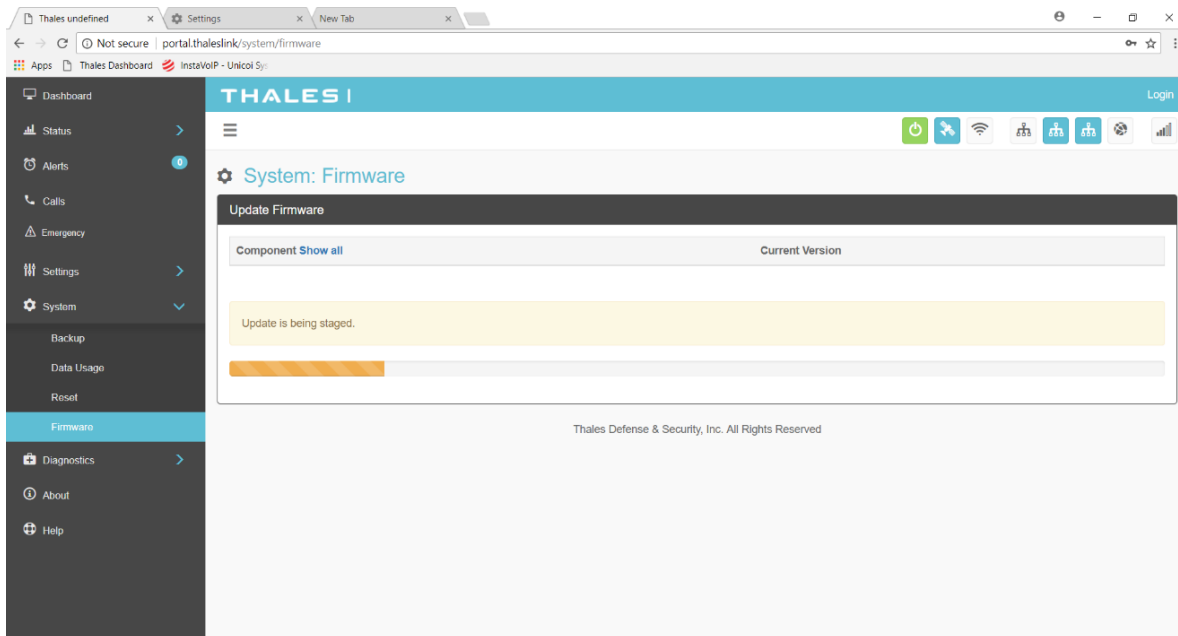 Thales undefined
Settings
New Tab
Not secure | portal.thaleslink/system/firmware
Apps Thales Dashboard InstaVoIP - Unicoi Sys
Dashboard
THALES
Login
Status
Alerts 0
System: Firmware
Calls
Update Firmware
Emergency
Component Show all Current Version
Settings
System
Update is being staged.
Backup
Data Usage
Reset
Firmware
Thales Defense & Security, Inc. All Rights Reserved
Diagnostics
About
Help